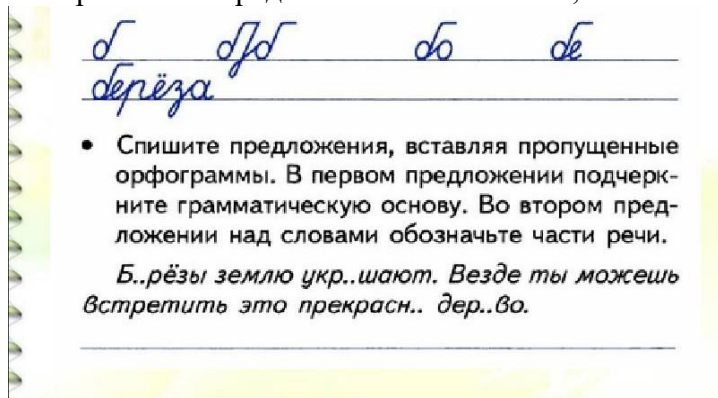 б б/б бо бе
берёза
• Спишите предложения, вставляя пропущенные
орфограммы. В первом предложении подчерк-
ните грамматическую основу. Во втором пред-
ложении над словами обозначьте части речи.
Б..рёзы землю укр..шают. Везде ты можешь
встретить это прекрасн.. дер..во.